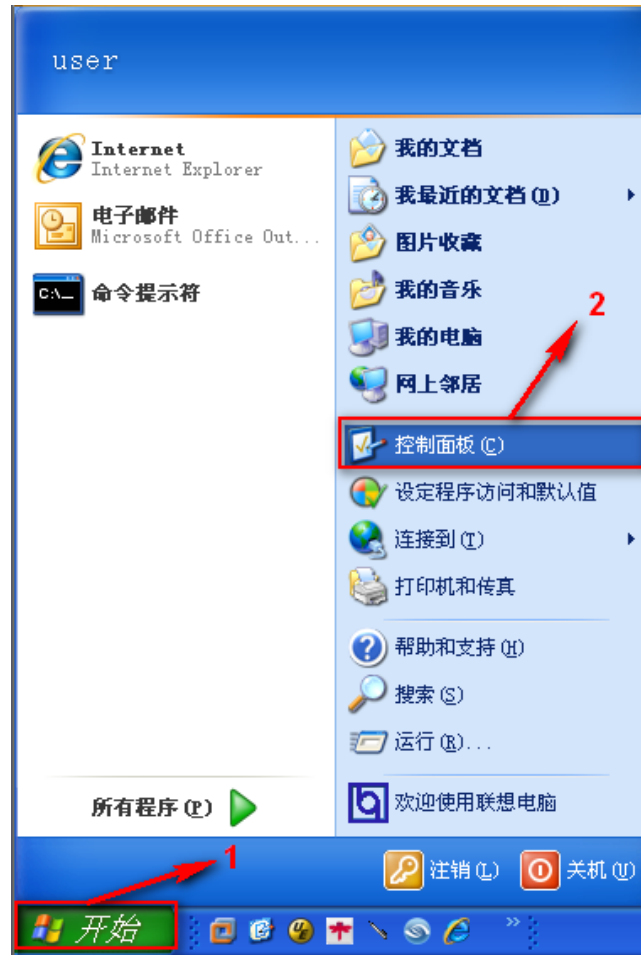 user
Internet
Internet Explorer
电子邮件
Microsoft Office Out...
C:\_ 命令提示符
所有程序(P)
我的文档
我最近的文档(D)
图片收藏
我的音乐
2
我的电脑
网上邻居
控制面板(C)
设定程序访问和默认值
连接到(T)
打印机和传真
帮助和支持(H)
搜索(S)
运行(R)...
欢迎使用联想电脑
1
注销(L) 关机(U)
开始
»